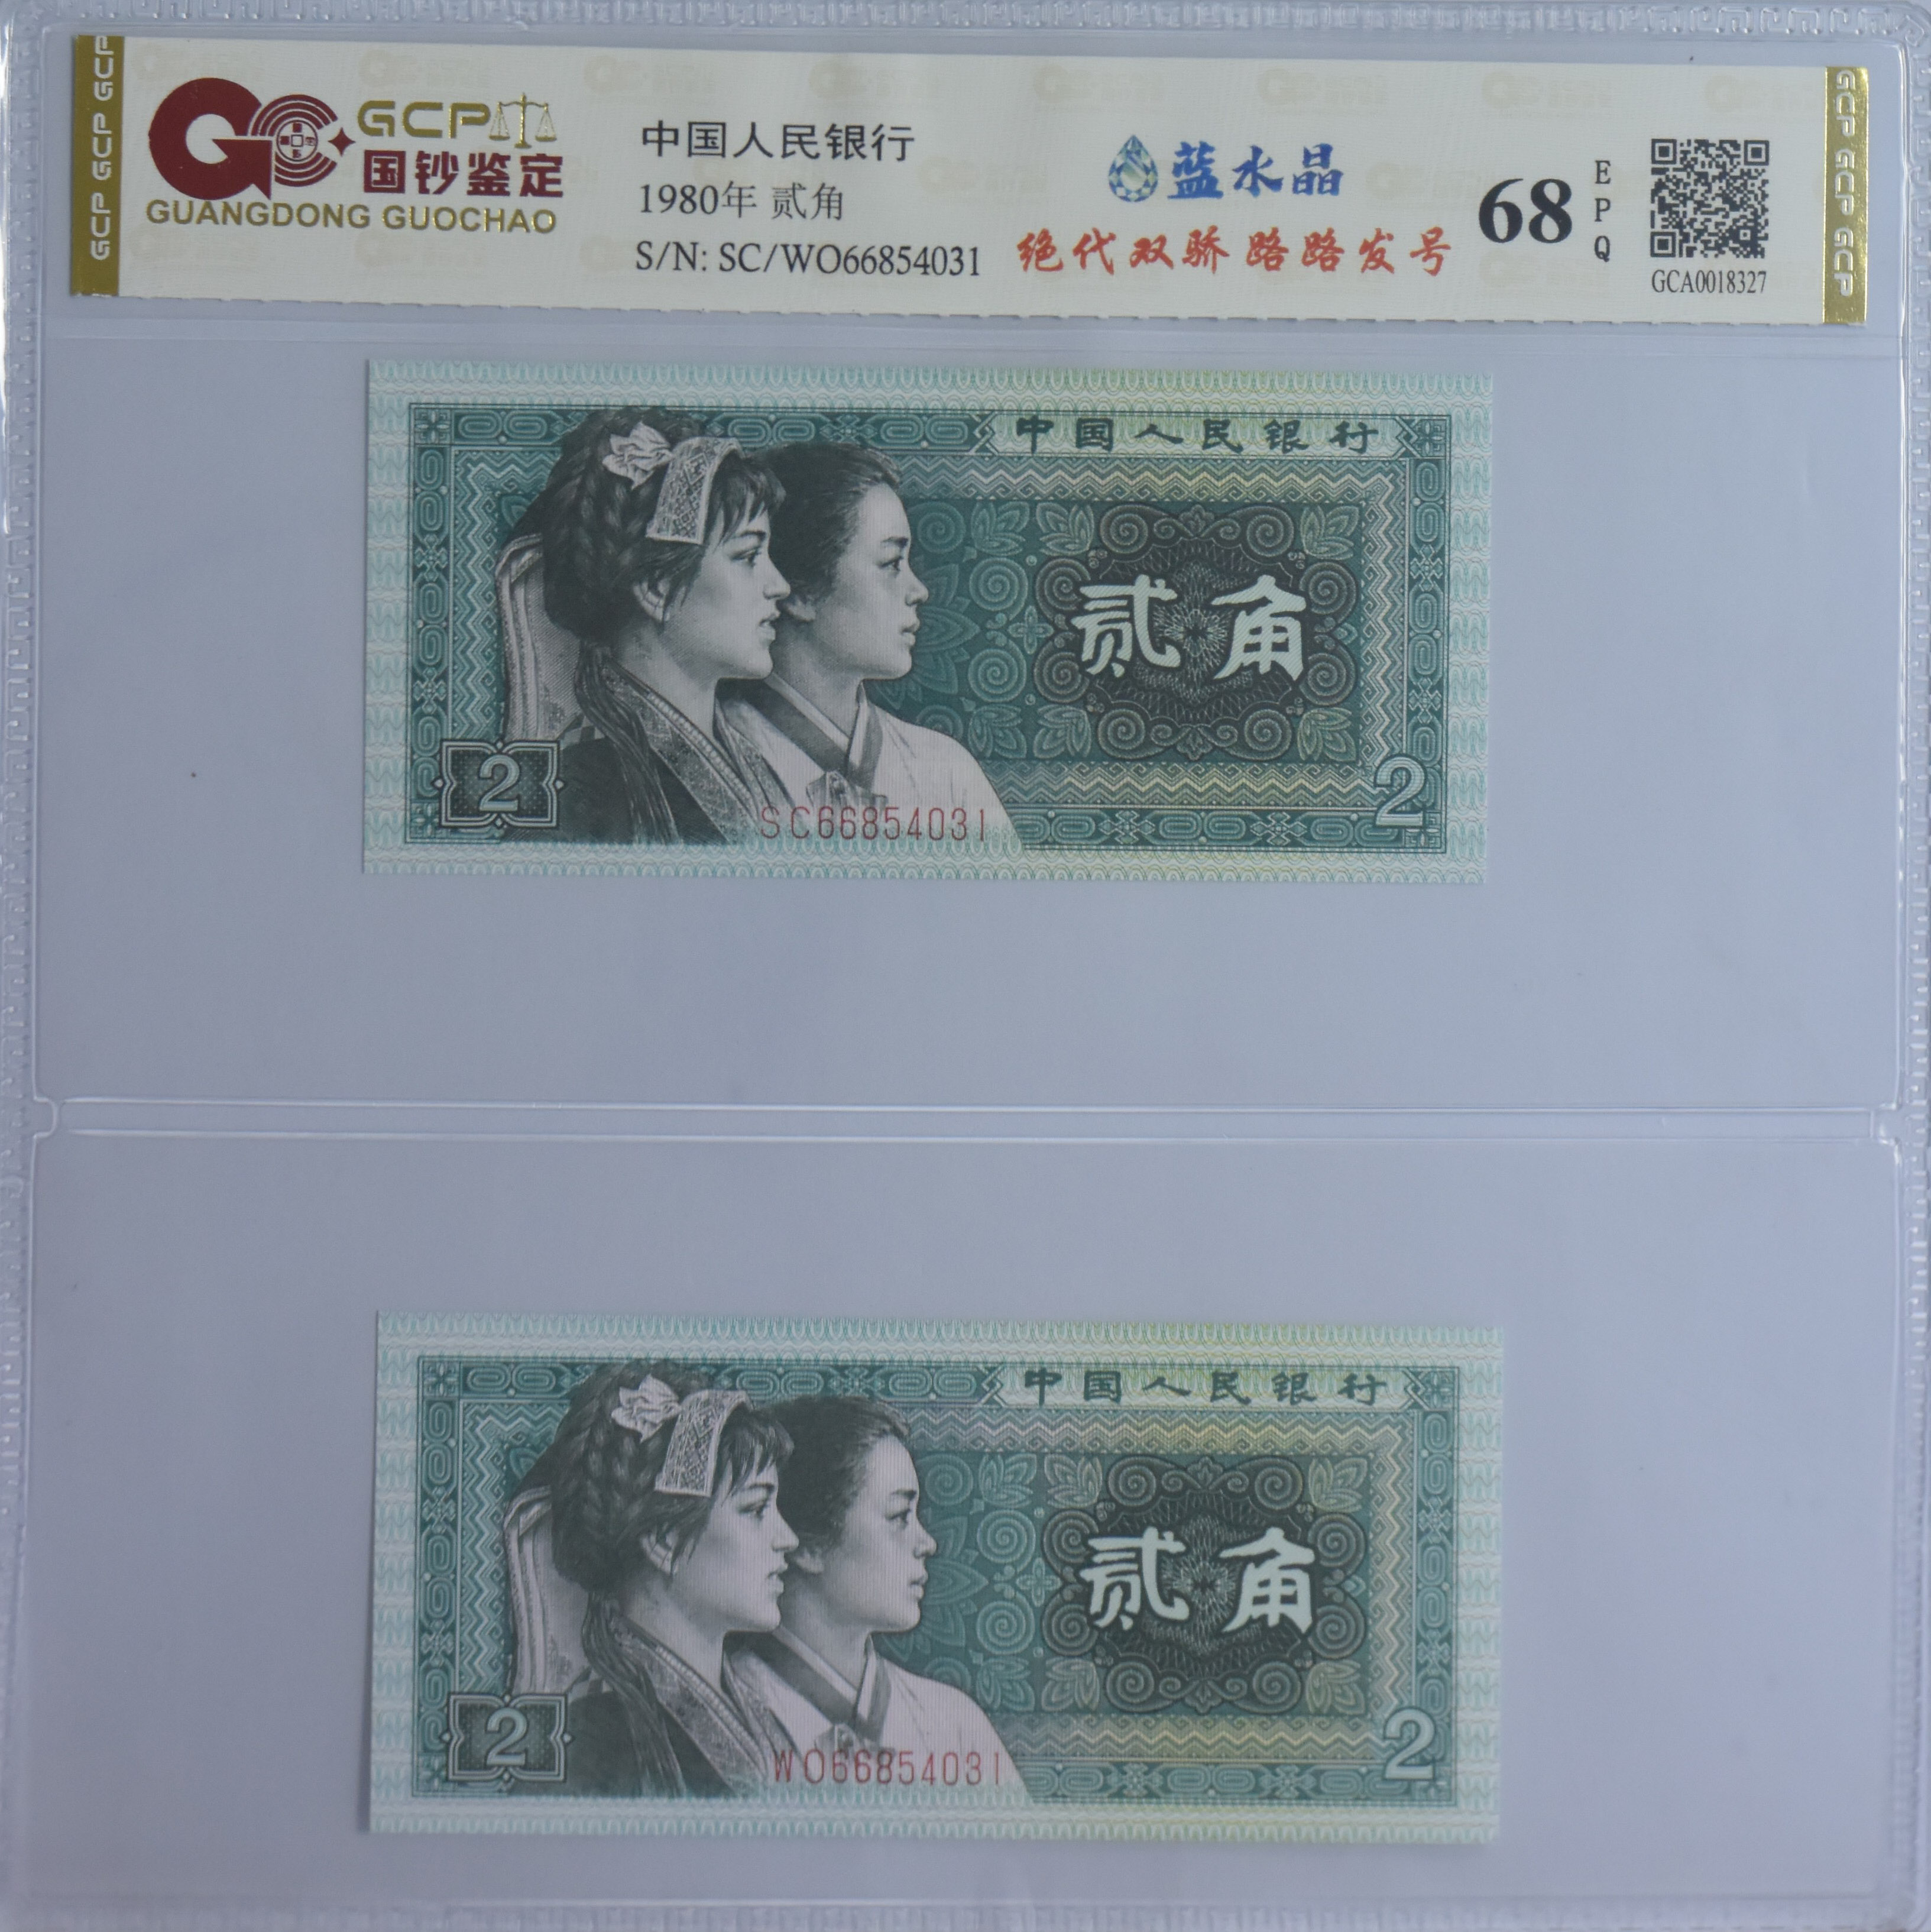 GCP GCP GCP
GCP
国钞鉴定
GUANGDONG GUOCHAO
中国人民银行
1980年 贰角
S/N: SC/WO66854031
蓝水晶
绝代双骄 路路发号
68
EPQ
GCA0018327
GCP GCP GCP GCP
中国人民银行
贰角
2
2
SC66854031
中国人民银行
贰角
2
2
WO66854031